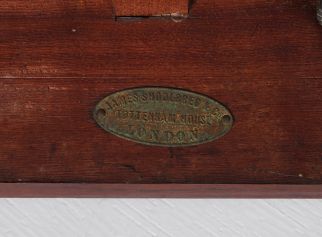 JAMES SHOOLBRED & Co
TOTTENHAM HOUSE
LONDON